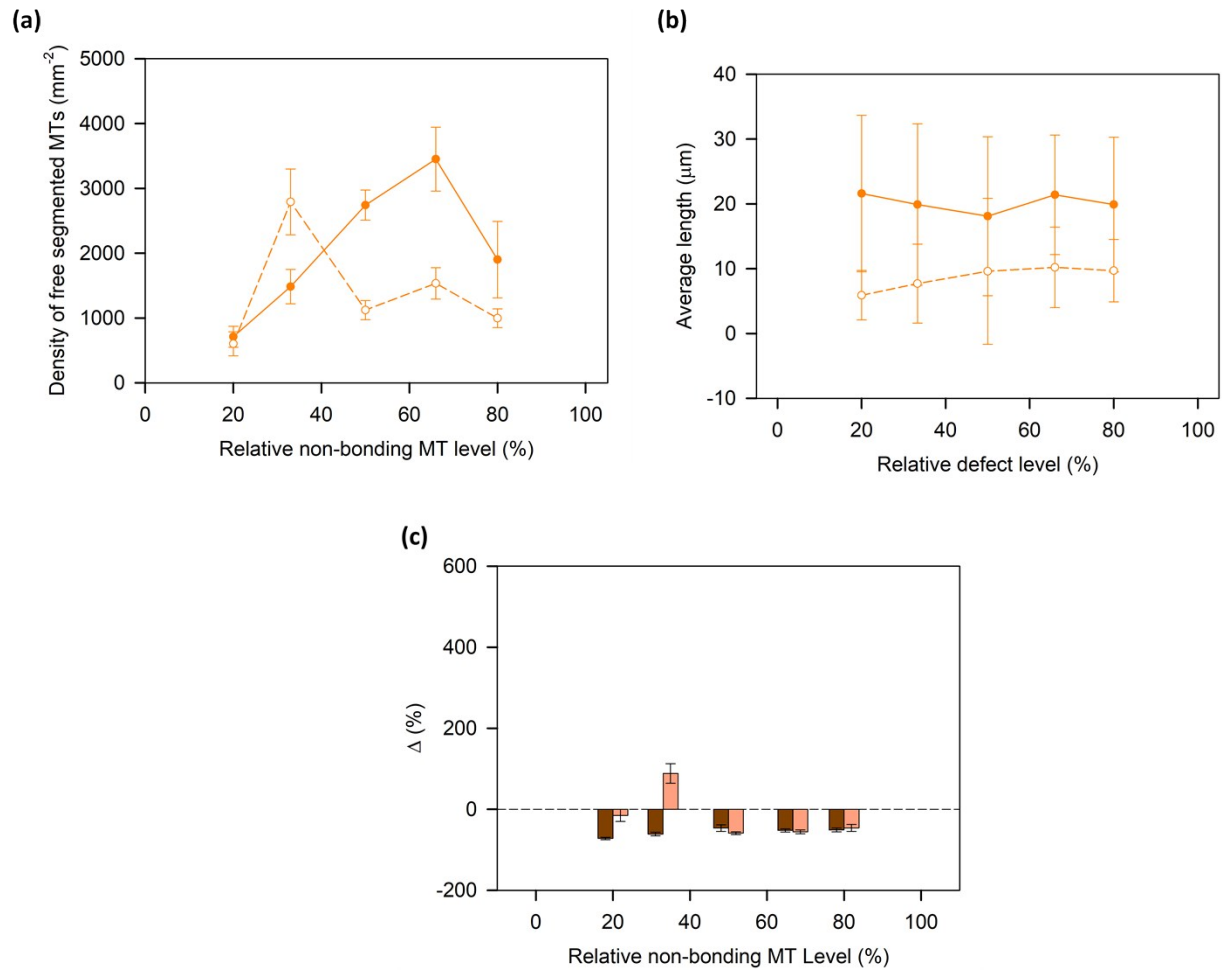 (a)
Density of free segmented MTs (mm-2)
5000
4000
3000
2000
1000
0
0 20 40 60 80 100
Relative non-bonding MT level (%)
(b)
Average length (μm)
40
30
20
10
0
-10
0 20 40 60 80 100
Relative defect level (%)
(c)
Δ (%)
600
400
200
0
-200
0 20 40 60 80 100
Relative non-bonding MT Level (%)